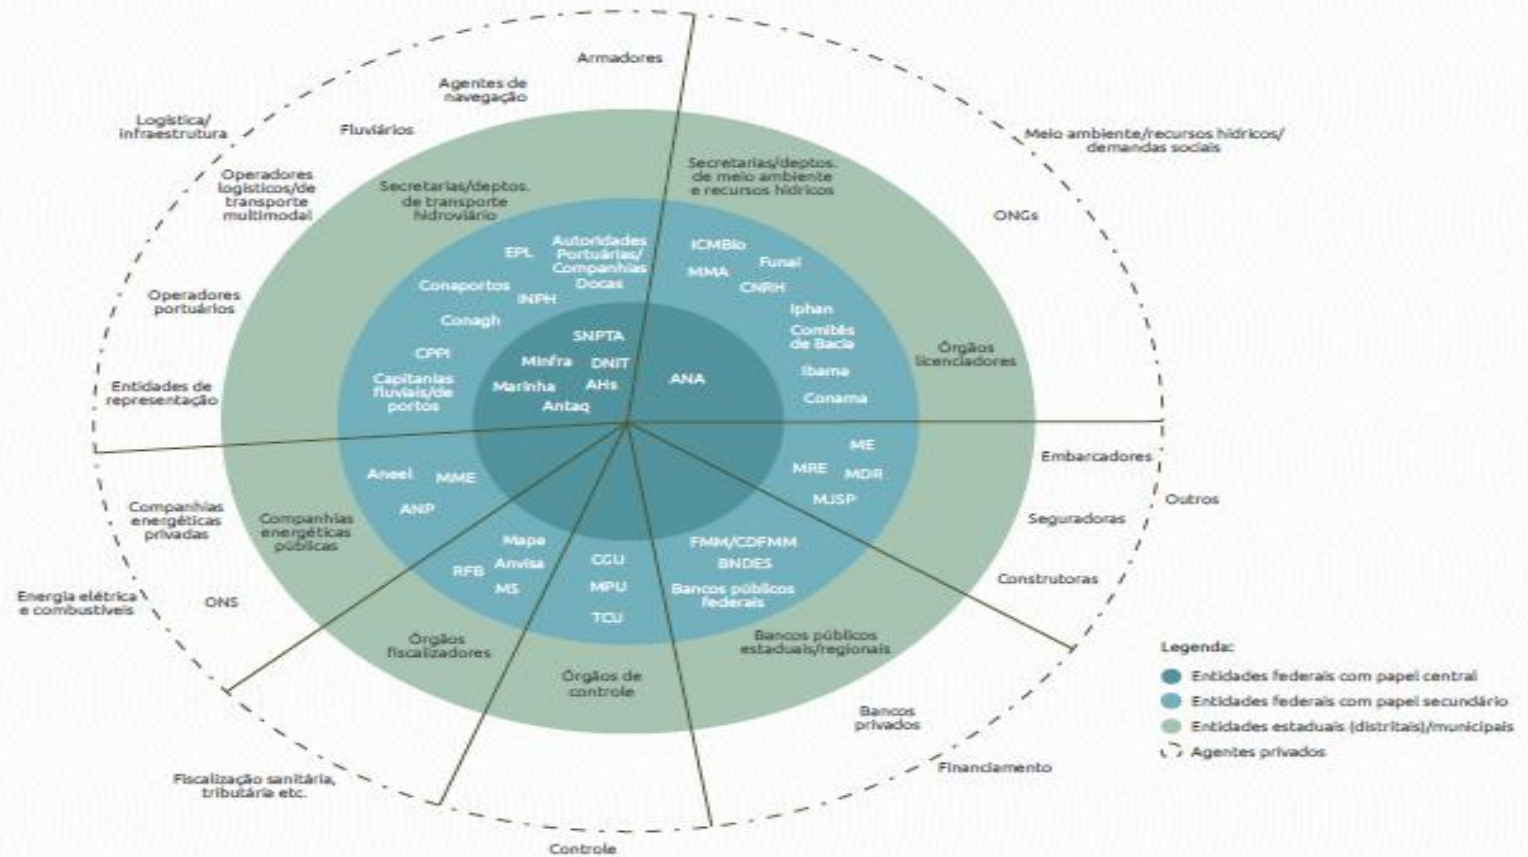 Armadores
Agentes de
navegação
Fluviários
Logística/
infraestrutura
Operadores
logísticos/de
transporte
multimodal
Operadores
portuários
Entidades de
representação
Secretarias/deptos.
de transporte
hidroviário
EPL
Autoridades
Portuárias/
Companhias
Docas
Conaportos
INPH
Conagh
CPPI
Capitanias
fluviais/de
portos
SNPTA
Minfra
DNIT
Marinha
AHs
Antaq
Meio ambiente/recursos hídricos/
demandas sociais
ONGs
Secretarias/deptos.
de meio ambiente
e recursos hídricos
ICMBio
Funai
MMA
CNRH
Iphan
Comitês
de Bacia
Ibama
Conama
Órgãos
licenciadores
ANA
ME
MRE
MDR
MJSP
Embarcadores
Outros
Seguradoras
Construtoras
FMM/CDFMM
BNDES
Bancos públicos
federais
Bancos públicos
estaduais/regionais
Bancos
privados
Financiamento
CGU
MPU
TCU
Órgãos de
controle
Controle
Mapa
RFB
Anvisa
MS
Órgãos
fiscalizadores
Fiscalização sanitária,
tributária etc.
Aneel
MME
ANP
Companhias
energéticas
públicas
Companhias
energéticas
privadas
ONS
Energia elétrica
e combustíveis
Legenda:
Entidades federais com papel central
Entidades federais com papel secundário
Entidades estaduais (distritais)/municipais
Agentes privados